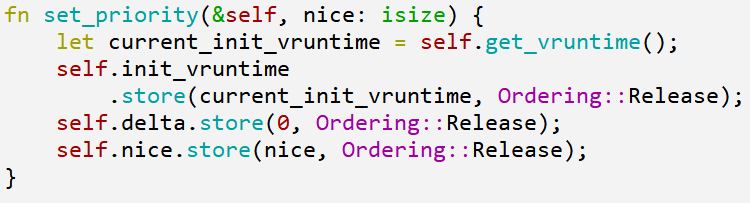 fn set_priority(&self, nice: isize) {
    let current_init_vruntime = self.get_vruntime();
    self.init_vruntime
        .store(current_init_vruntime, Ordering::Release);
    self.delta.store(0, Ordering::Release);
    self.nice.store(nice, Ordering::Release);
}